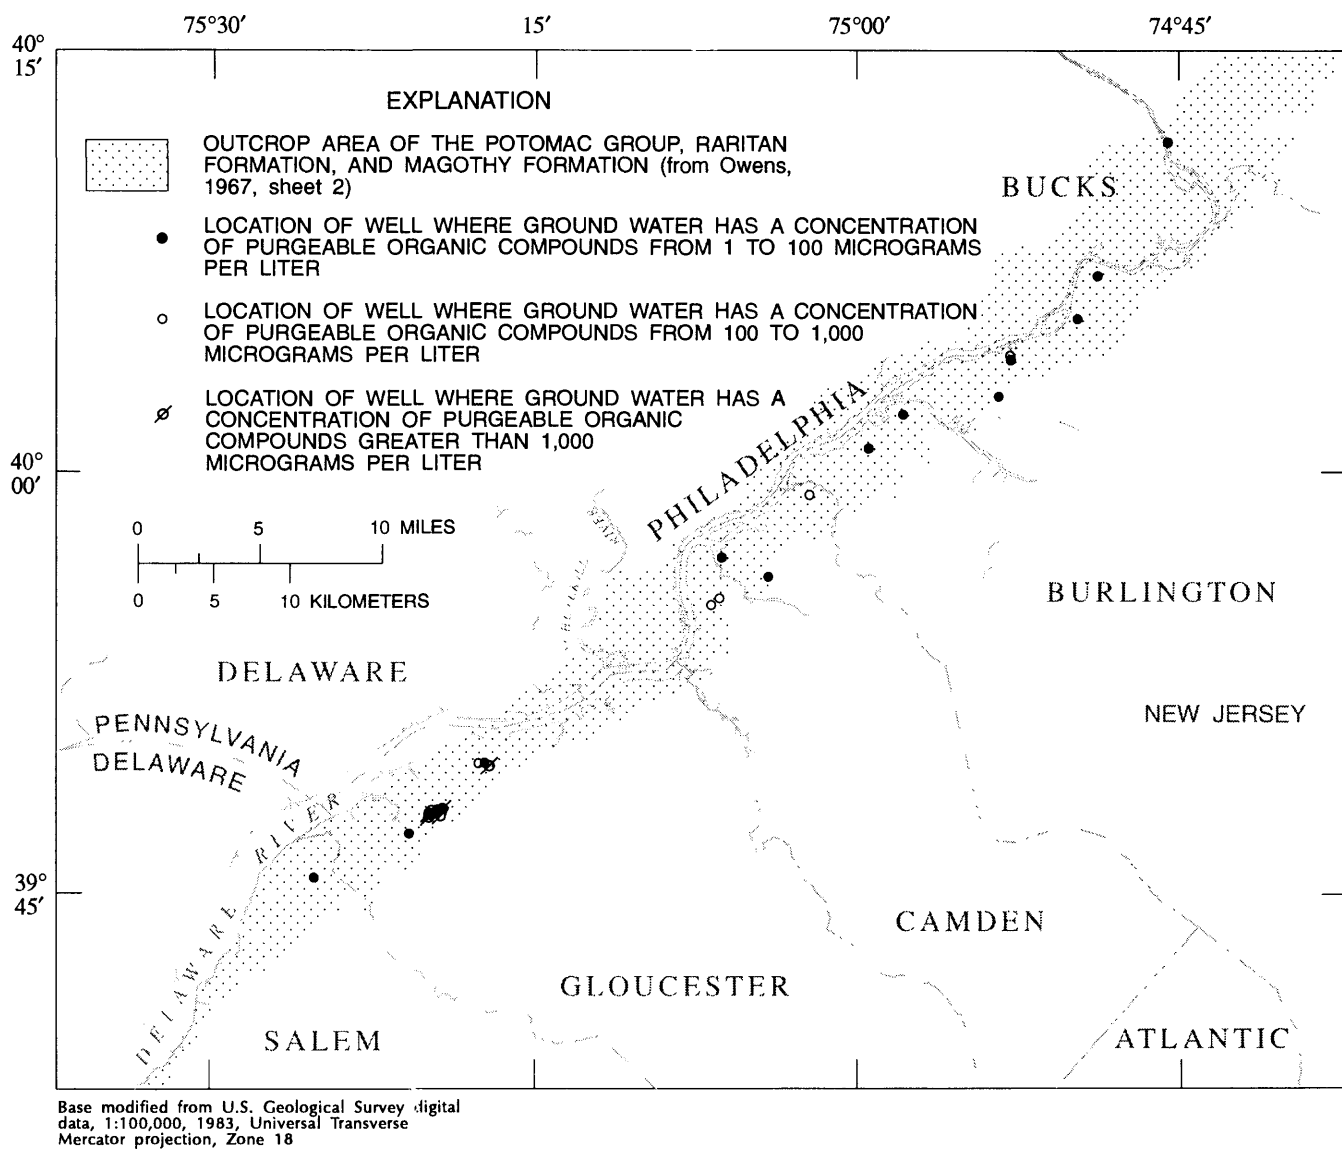 75°30′ 15′ 75°00′ 74°45′
40°
15′
EXPLANATION
OUTCROP AREA OF THE POTOMAC GROUP, RARITAN
FORMATION, AND MAGOTHY FORMATION (from Owens,
1967, sheet 2)
LOCATION OF WELL WHERE GROUND WATER HAS A CONCENTRATION
OF PURGEABLE ORGANIC COMPOUNDS FROM 1 TO 100 MICROGRAMS
PER LITER
LOCATION OF WELL WHERE GROUND WATER HAS A CONCENTRATION
OF PURGEABLE ORGANIC COMPOUNDS FROM 100 TO 1,000
MICROGRAMS PER LITER
LOCATION OF WELL WHERE GROUND WATER HAS A
CONCENTRATION OF PURGEABLE ORGANIC
COMPOUNDS GREATER THAN 1,000
MICROGRAMS PER LITER
BUCKS
PHILADELPHIA
40°
00′
0 5 10 MILES
0 5 10 KILOMETERS
RIVER
BURLINGTON
DELAWARE
NEW JERSEY
PENNSYLVANIA
DELAWARE
DELAWARE RIVER
39°
45′
CAMDEN
GLOUCESTER
SALEM
ATLANTIC
Base modified from U.S. Geological Survey digital
data, 1:100,000, 1983, Universal Transverse
Mercator projection, Zone 18